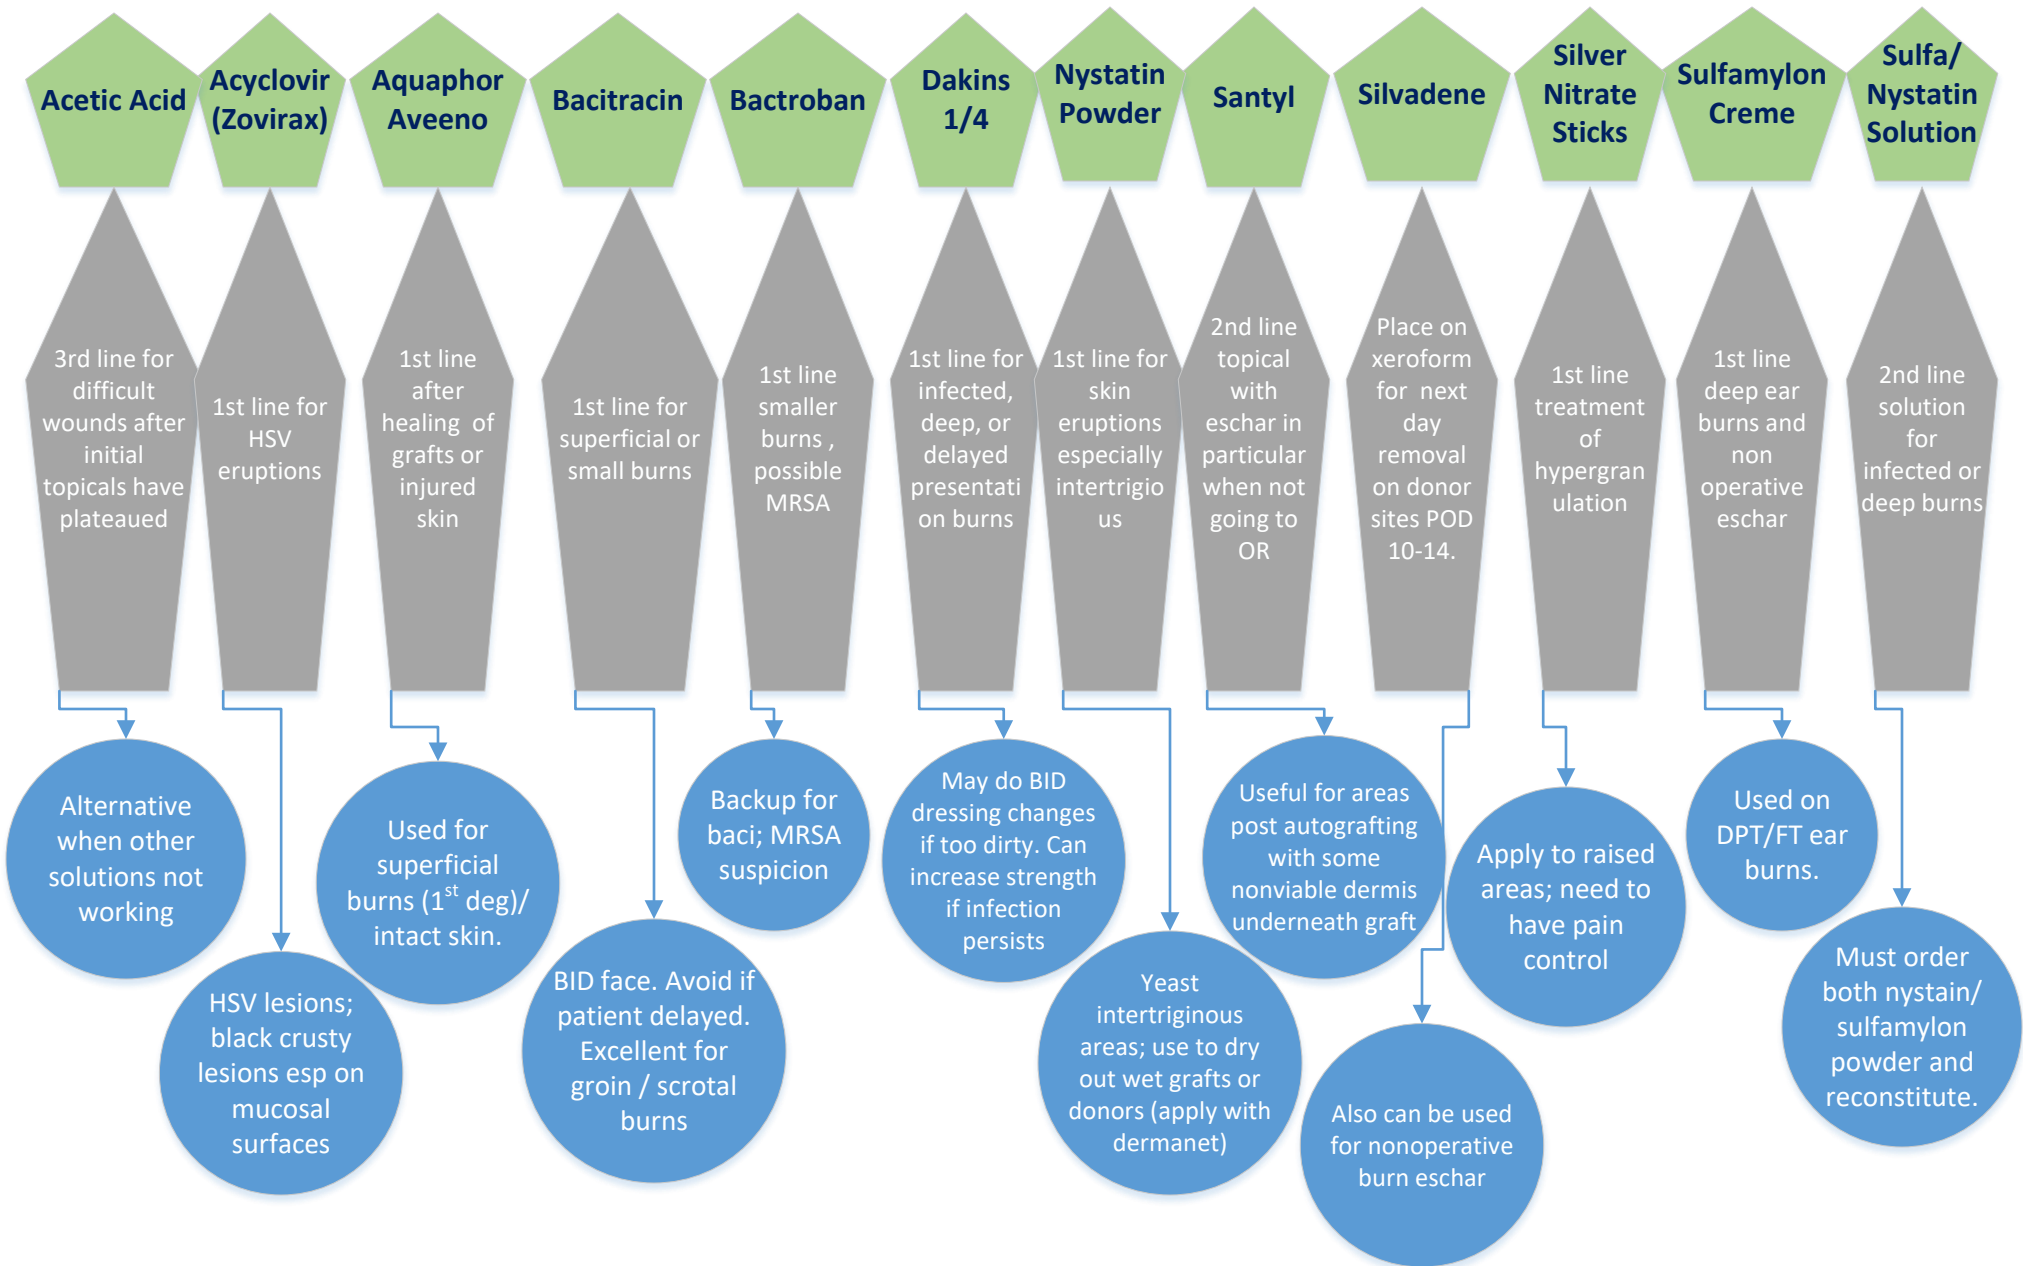 Acetic Acid
Acyclovir
(Zovirax)
Aquaphor
Aveeno
Bacitracin
Bactroban
Dakins
1/4
Nystatin
Powder
Santyl
Silvadene
Silver
Nitrate
Sticks
Sulfamylon
Creme
Sulfa/
Nystatin
Solution
3rd line for
difficult
wounds after
initial
topicals have
plateaued
1st line for
HSV
eruptions
1st line
after
healing of
grafts or
injured
skin
1st line for
superficial or
small burns
1st line
smaller
burns ,
possible
MRSA
1st line for
infected,
deep, or
delayed
presentati
on burns
1st line for
skin
eruptions
especially
intertrigio
us
2nd line
topical
with
eschar in
particular
when not
going to
OR
Place on
xeroform
for next
day
removal
on donor
sites POD
10-14.
1st line
treatment
of
hypergran
ulation
1st line
deep ear
burns and
non
operative
eschar
2nd line
solution
for
infected or
deep burns
Alternative
when other
solutions not
working
HSV lesions;
black crusty
lesions esp on
mucosal
surfaces
Used for
superficial
burns (1st deg)/
intact skin.
BID face. Avoid if
patient delayed.
Excellent for
groin / scrotal
burns
Backup for
baci; MRSA
suspicion
May do BID
dressing changes
if too dirty. Can
increase strength
if infection
persists
Yeast
intertriginous
areas; use to dry
out wet grafts or
donors (apply with
dermanet)
Useful for areas
post autografting
with some
nonviable dermis
underneath graft
Also can be used
for nonoperative
burn eschar
Apply to raised
areas; need to
have pain
control
Used on
DPT/FT ear
burns.
Must order
both nystain/
sulfamylon
powder and
reconstitute.